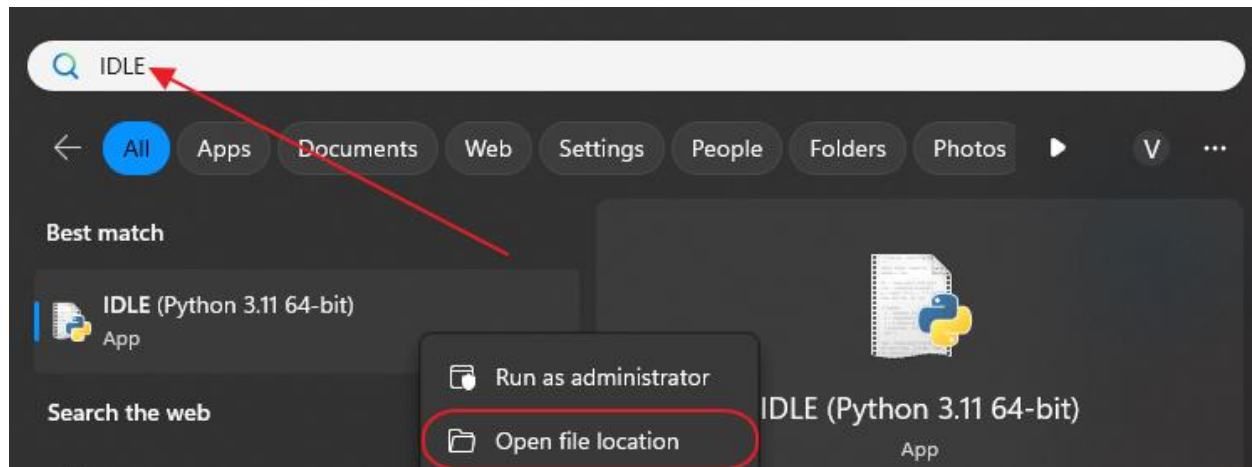 IDLE
All Apps Documents Web Settings People Folders Photos V ...
Best match
IDLE (Python 3.11 64-bit)
App
Run as administrator
Search the web
IDLE (Python 3.11 64-bit)
Open file location
App